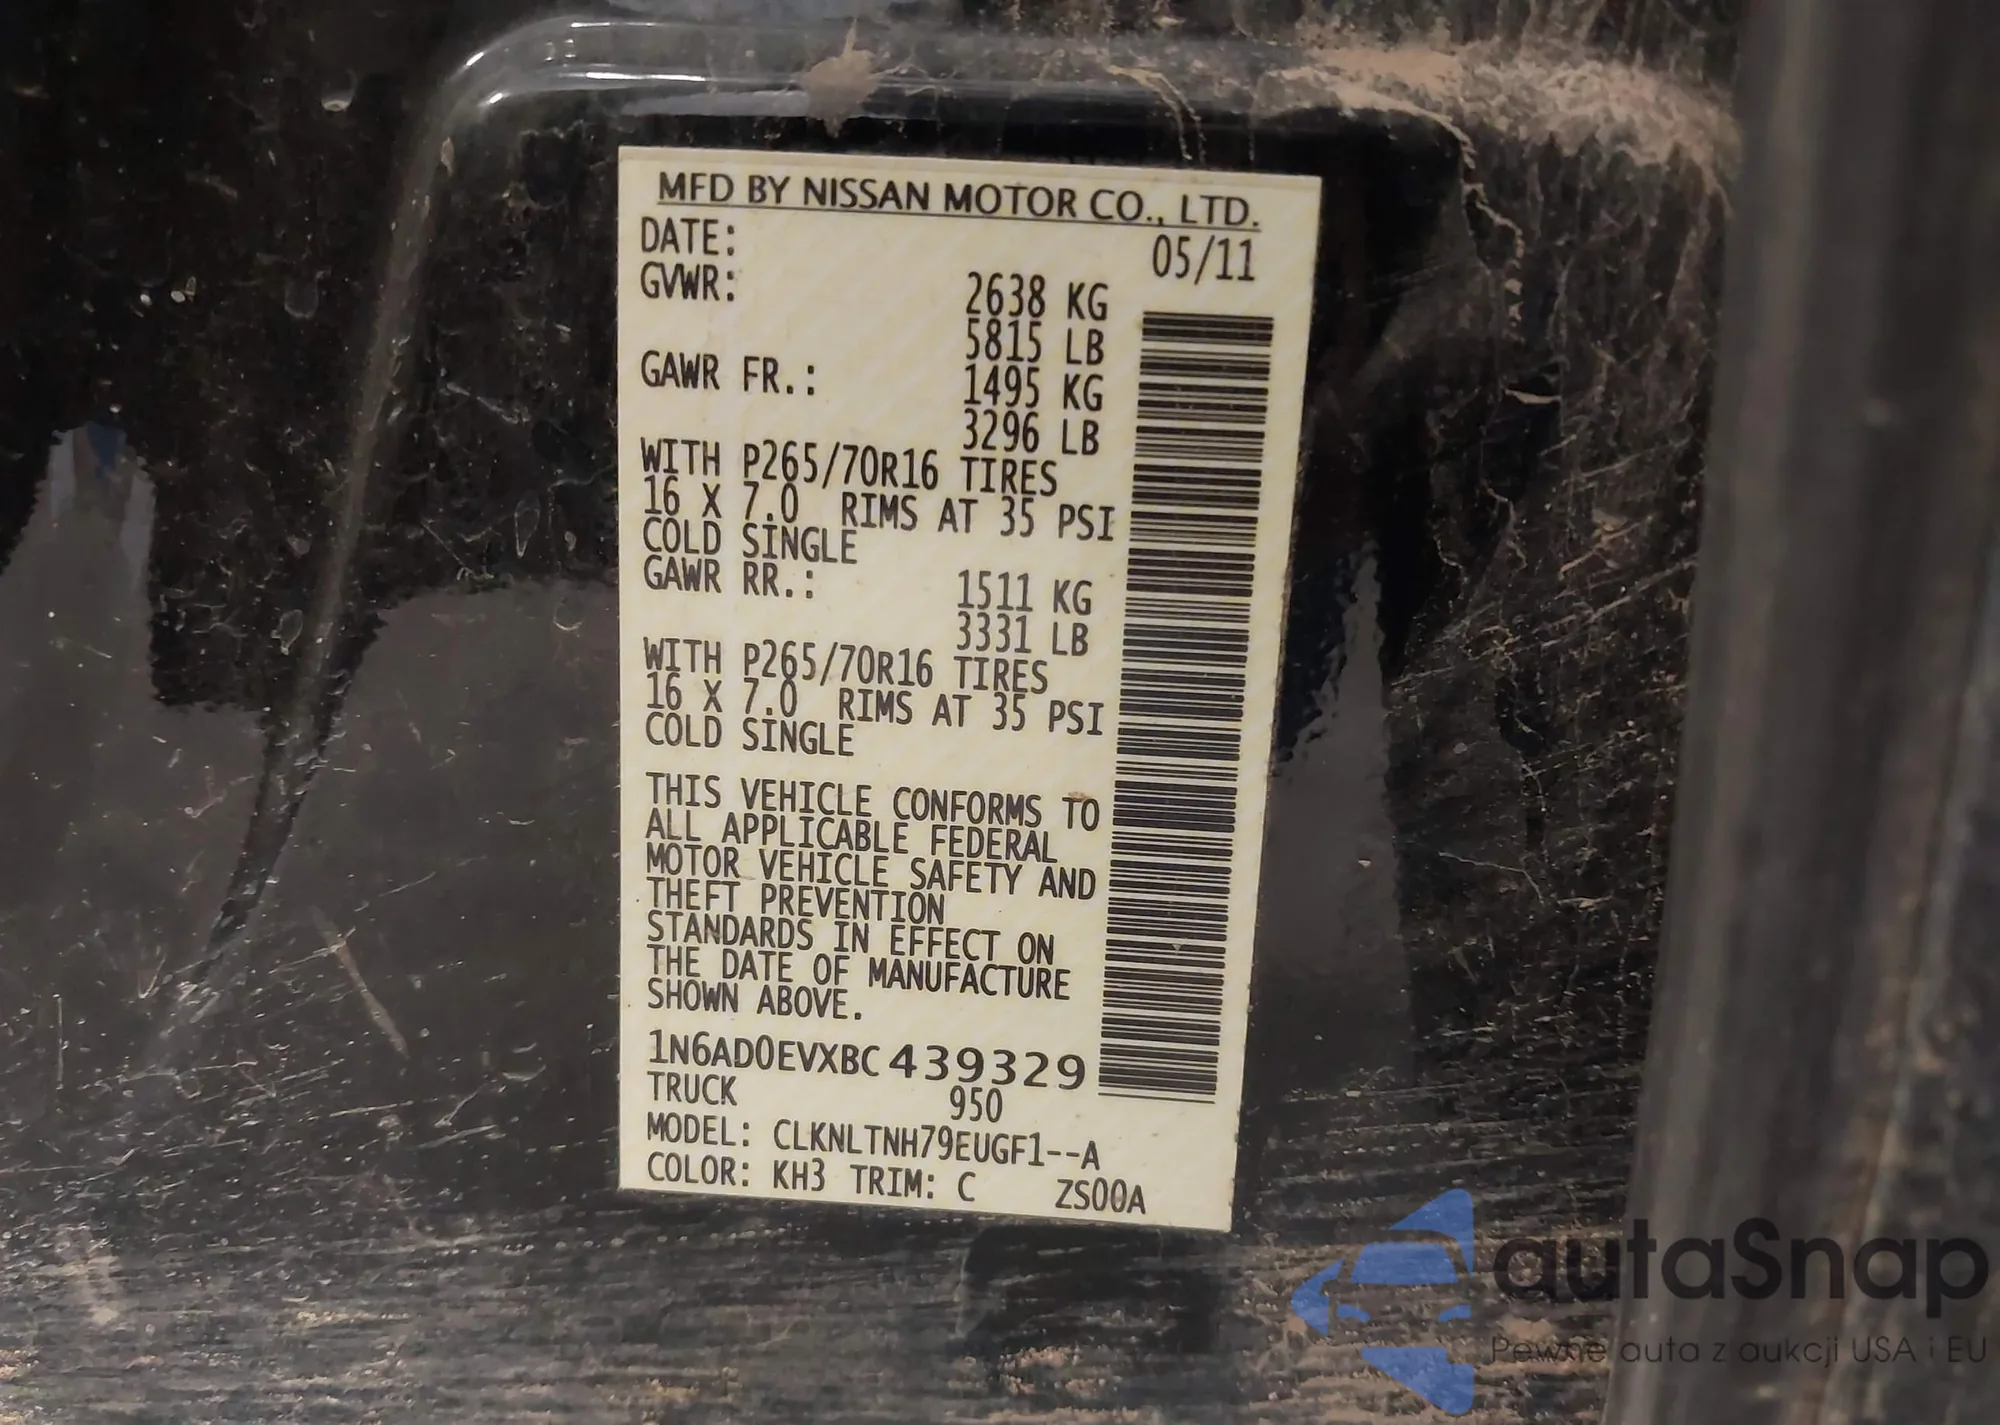 MFD BY NISSAN MOTOR CO., LTD.
DATE: 05/11
GVWR: 2638 KG
5815 LB
GAWR FR.: 1495 KG
3296 LB
WITH P265/70R16 TIRES
16 X 7.0 RIMS AT 35 PSI
COLD SINGLE
GAWR RR.: 1511 KG
3331 LB
WITH P265/70R16 TIRES
16 X 7.0 RIMS AT 35 PSI
COLD SINGLE
THIS VEHICLE CONFORMS TO
ALL APPLICABLE FEDERAL
MOTOR VEHICLE SAFETY AND
THEFT PREVENTION
STANDARDS IN EFFECT ON
THE DATE OF MANUFACTURE
SHOWN ABOVE.
1N6AD0EVXBC439329
TRUCK 950
MODEL: CLKNLTNH79EUGF1--A
COLOR: KH3 TRIM: C ZS00A
autaSnap
Pewne auta z aukcji USA i EU